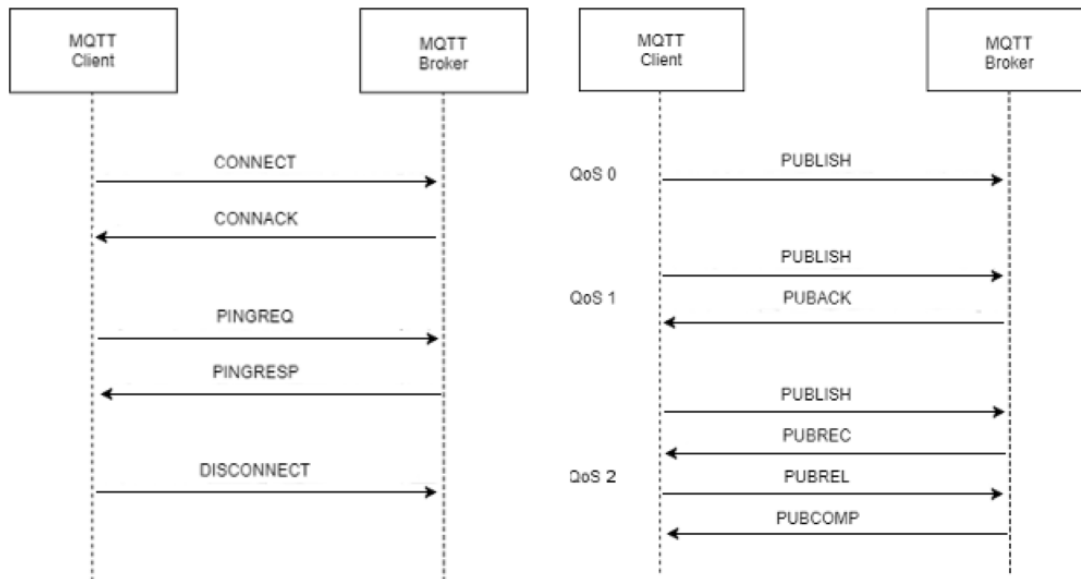 MQTT
Client
MQTT
Broker
CONNECT
CONNACK
PINGREQ
PINGRESP
DISCONNECT
MQTT
Client
MQTT
Broker
QoS 0
PUBLISH
QoS 1
PUBLISH
PUBACK
QoS 2
PUBLISH
PUBREC
PUBREL
PUBCOMP